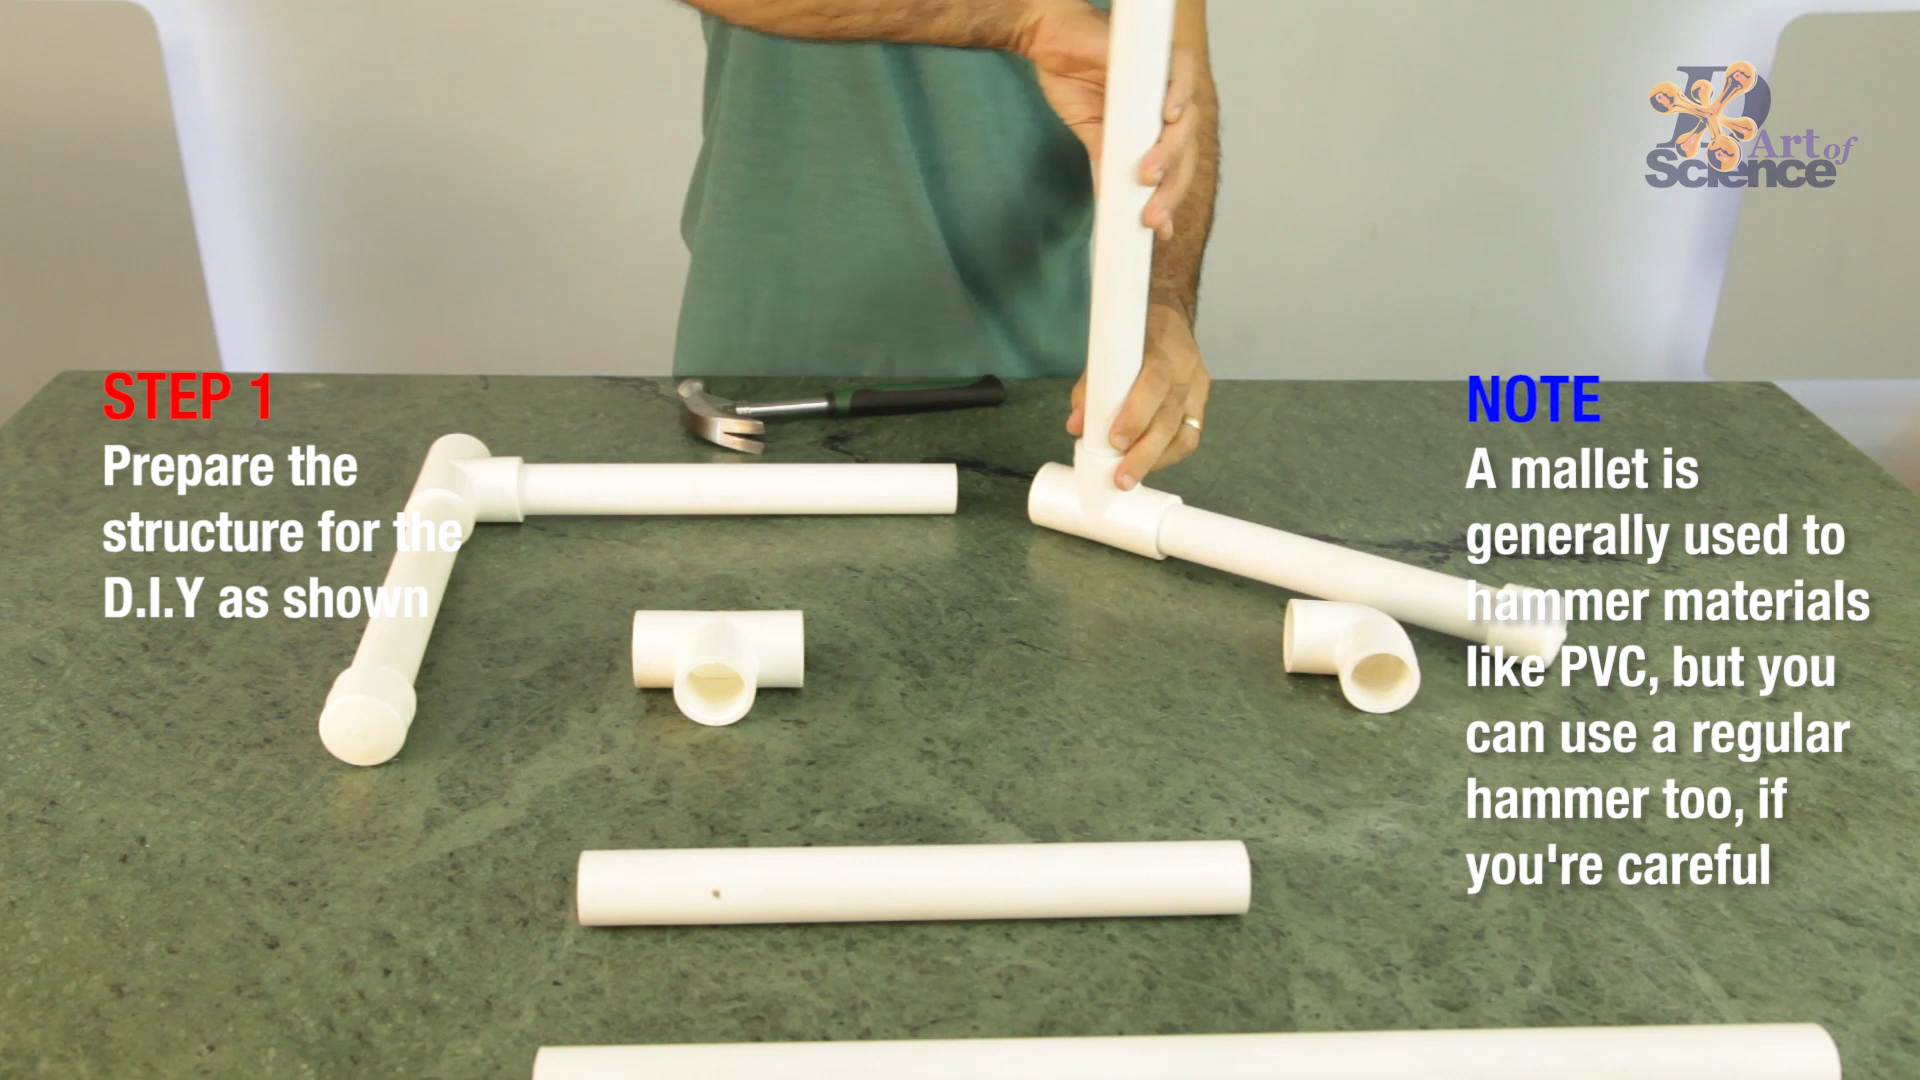 D
Art of
Science
STEP 1
Prepare the
structure for the
D.I.Y as shown
NOTE
A mallet is
generally used to
hammer materials
like PVC, but you
can use a regular
hammer too, if
you're careful